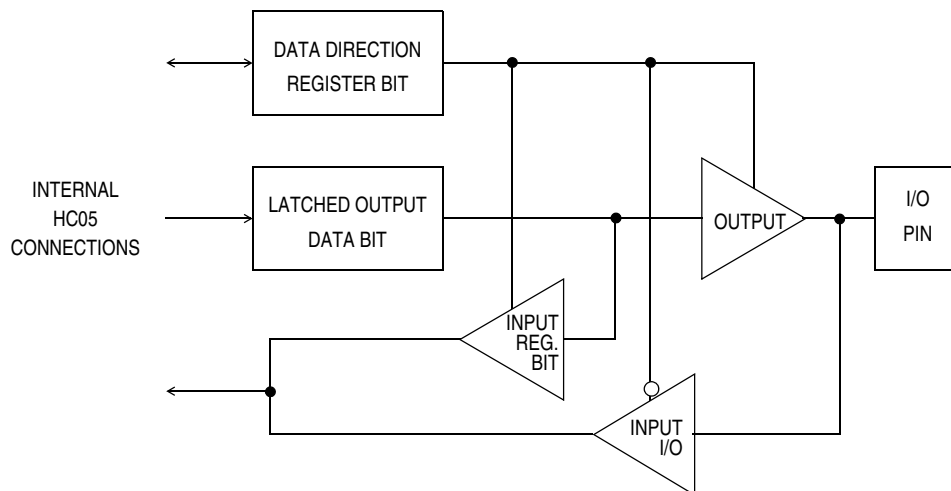 DATA DIRECTION
REGISTER BIT
INTERNAL
HC05
CONNECTIONS
LATCHED OUTPUT
DATA BIT
OUTPUT
I/O
PIN
INPUT
REG.
BIT
INPUT
I/O